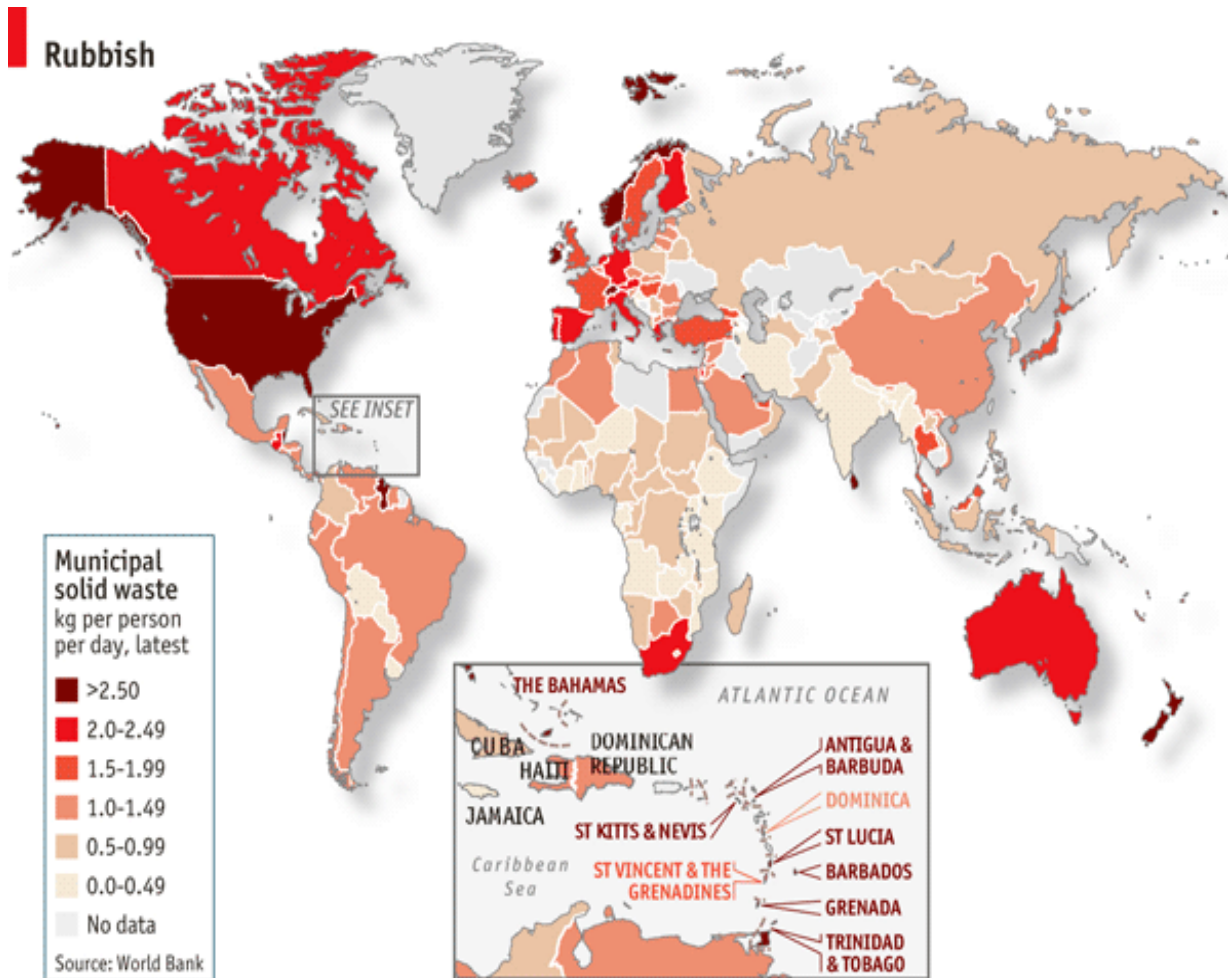 Rubbish
SEE INSET
Municipal
solid waste
kg per person
per day, latest
>2.50
2.0-2.49
1.5-1.99
1.0-1.49
0.5-0.99
0.0-0.49
No data
Source: World Bank
THE BAHAMAS
ATLANTIC OCEAN
CUBA
HAITI
DOMINICAN
REPUBLIC
JAMAICA
ANTIGUA &
BARBUDA
DOMINICA
ST KITTS & NEVIS
ST LUCIA
Caribbean
Sea
ST VINCENT & THE
GRENADINES
BARBADOS
GRENADA
TRINIDAD
& TOBAGO